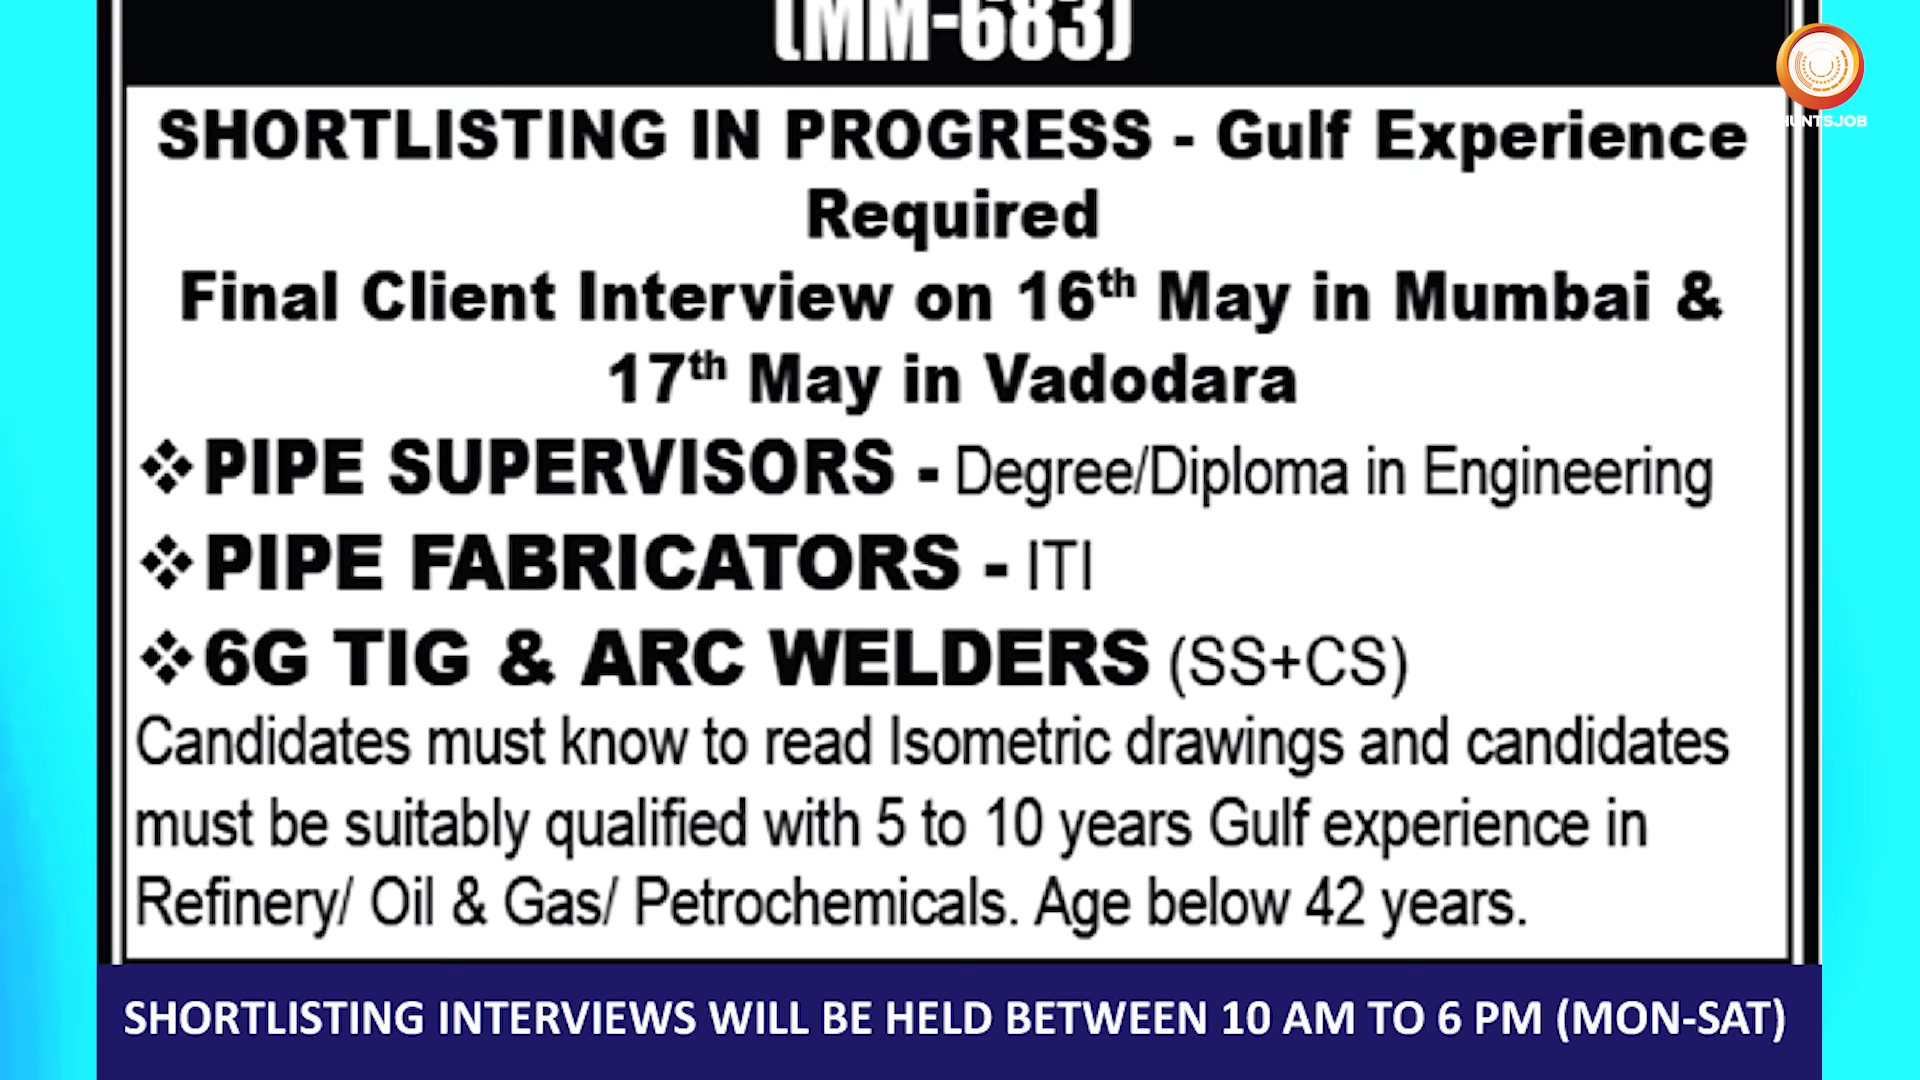 (MM-683)
HUNTSJOB
SHORTLISTING IN PROGRESS - Gulf Experience
Required
Final Client Interview on 16th May in Mumbai &
17th May in Vadodara
❖PIPE SUPERVISORS - Degree/Diploma in Engineering
❖PIPE FABRICATORS - ITI
❖6G TIG & ARC WELDERS (SS+CS)
Candidates must know to read Isometric drawings and candidates
must be suitably qualified with 5 to 10 years Gulf experience in
Refinery/ Oil & Gas/ Petrochemicals. Age below 42 years.
SHORTLISTING INTERVIEWS WILL BE HELD BETWEEN 10 AM TO 6 PM (MON-SAT)